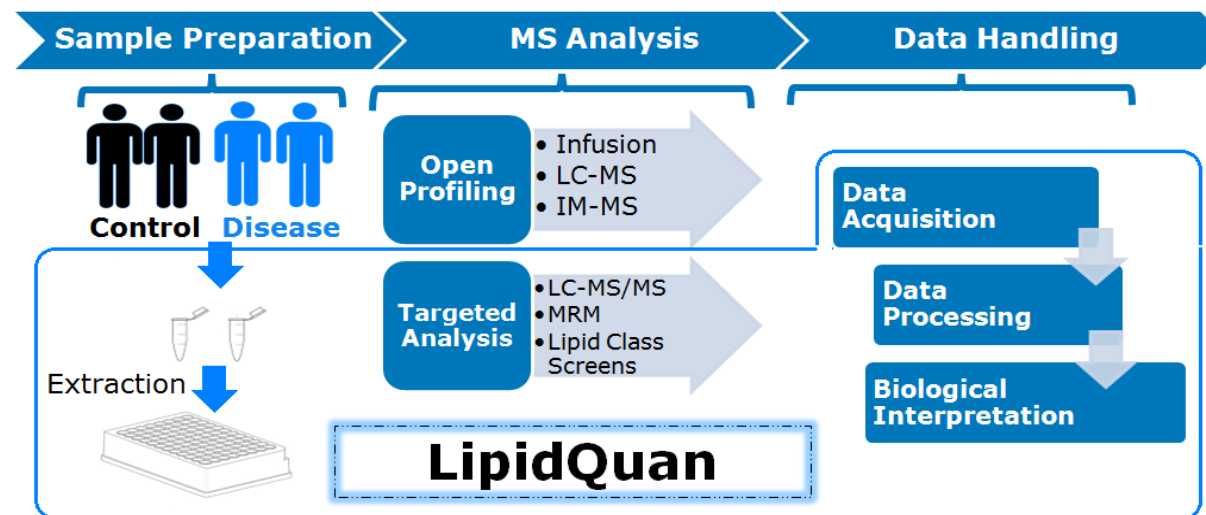 Sample Preparation
MS Analysis
Data Handling
Control Disease
Extraction
Open
Profiling
• Infusion
• LC-MS
• IM-MS
Targeted
Analysis
•LC-MS/MS
•MRM
•Lipid Class
Screens
LipidQuan
Data
Acquisition
Data
Processing
Biological
Interpretation